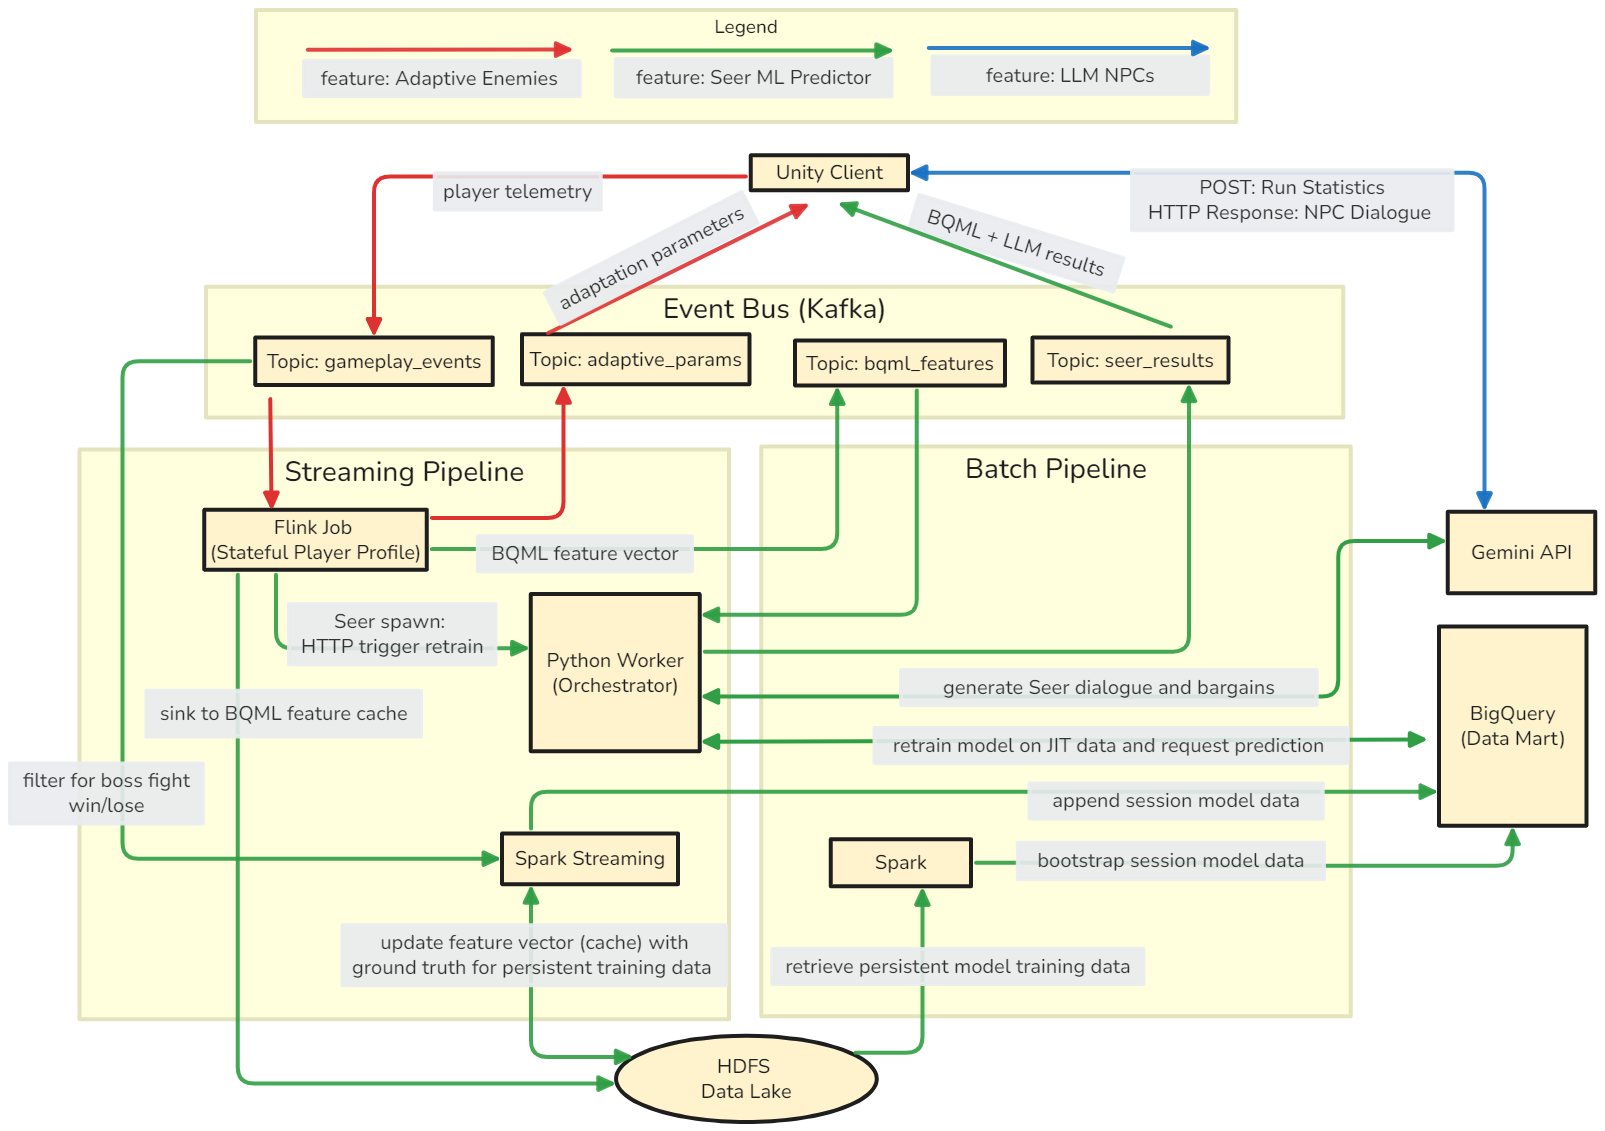 Legend
feature: Adaptive Enemies
feature: Seer ML Predictor
feature: LLM NPCs
Unity Client
player telemetry
POST: Run Statistics
HTTP Response: NPC Dialogue
adaptation parameters
BQML + LLM results
Event Bus (Kafka)
Topic: gameplay_events
Topic: adaptive_params
Topic: bqml_features
Topic: seer_results
Streaming Pipeline
Batch Pipeline
Flink Job
(Stateful Player Profile)
BQML feature vector
Gemini API
Seer spawn:
HTTP trigger retrain
Python Worker
(Orchestrator)
generate Seer dialogue and bargains
sink to BQML feature cache
BigQuery
(Data Mart)
retrain model on JIT data and request prediction
filter for boss fight
win/lose
append session model data
Spark Streaming
Spark
bootstrap session model data
update feature vector (cache) with
ground truth for persistent training data
retrieve persistent model training data
HDFS
Data Lake